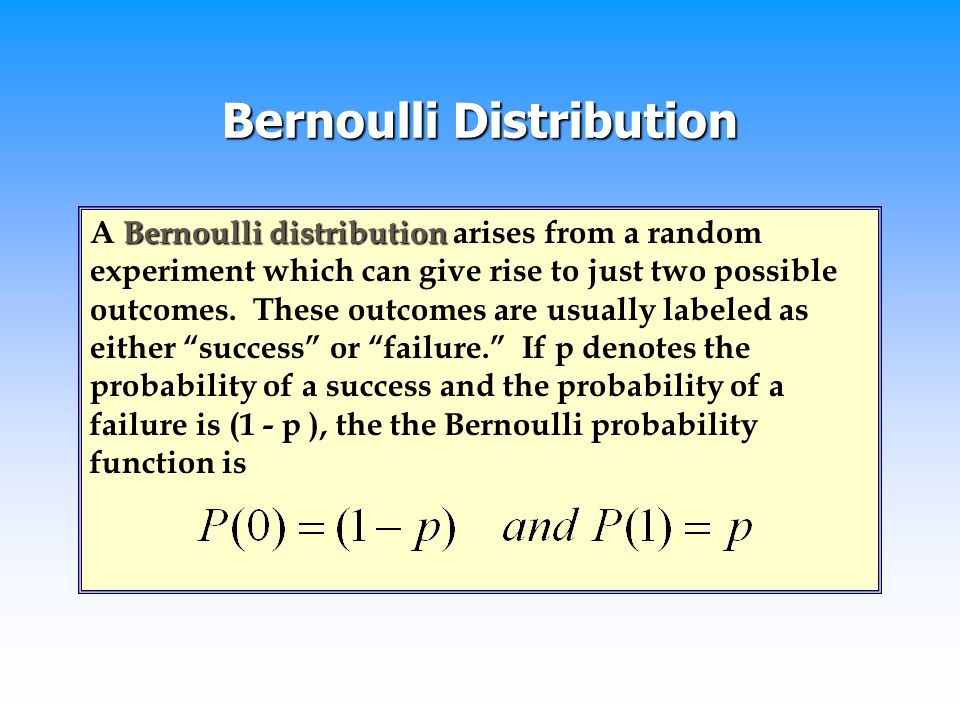 Bernoulli Distribution
A Bernoulli distribution arises from a random
experiment which can give rise to just two possible
outcomes.  These outcomes are usually labeled as
either “success” or “failure.”  If p denotes the
probability of a success and the probability of a
failure is (1 - p ), the the Bernoulli probability
function is
P(0) = (1 − p)   and P(1) = p